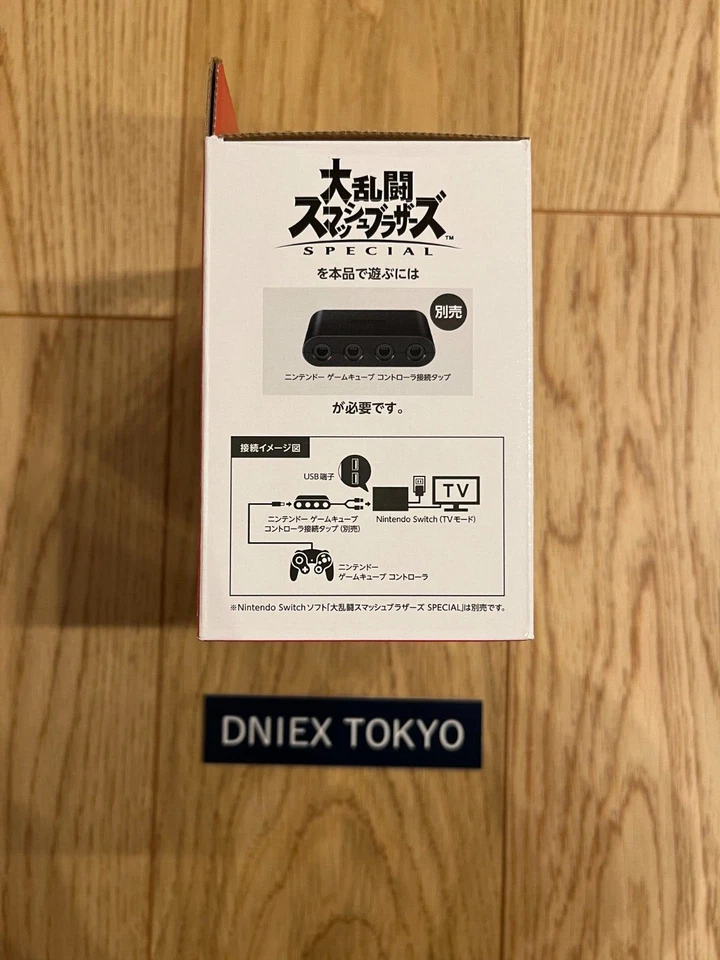 大乱闘
スマッシュブラザーズ™
SPECIAL
を本品で遊ぶには
別売
ニンテンドー ゲームキューブ コントローラ接続タップ
が必要です。
接続イメージ図
USB端子
TV
ニンテンドー ゲームキューブ
コントローラ接続タップ（別売）
Nintendo Switch（TVモード）
ニンテンドー
ゲームキューブ コントローラ
※Nintendo Switchソフト「大乱闘スマッシュブラザーズ SPECIAL」は別売です。
DNIEX TOKYO